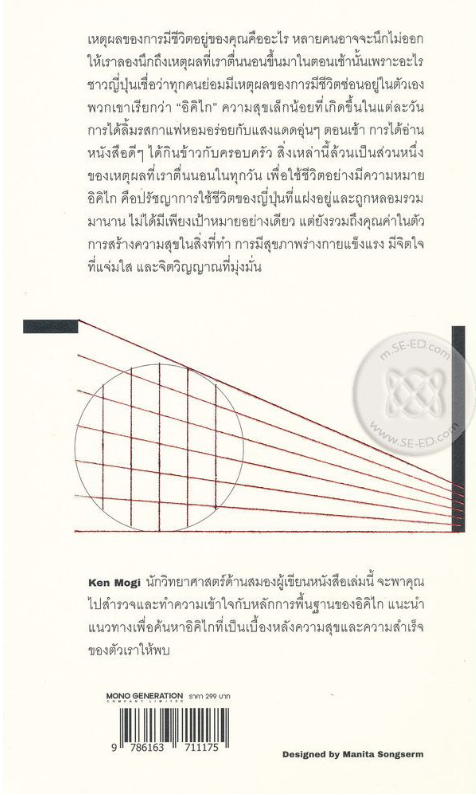 เหตุผลของการมีชีวิตอยู่ของคุณคืออะไร หลายคนอาจจะนึกไม่ออก
ให้เราลองนึกถึงเหตุผลที่เราตื่นนอนขึ้นมาในตอนเช้านั้นเพราะอะไร
ชาวญี่ปุ่นเชื่อว่าทุกคนย่อมมีเหตุผลของการมีชีวิตซ่อนอยู่ในตัวเอง
พวกเขาเรียกว่า “อิคิไก” ความสุขเล็กน้อยที่เกิดขึ้นในแต่ละวัน
การได้ลิ้มรสกาแฟหอมอร่อยกับแสงแดดอุ่นๆ ตอนเช้า การได้อ่าน
หนังสือดีๆ ได้กินข้าวกับครอบครัว สิ่งเหล่านี้ล้วนเป็นส่วนหนึ่ง
ของเหตุผลที่เราตื่นนอนในทุกวัน เพื่อใช้ชีวิตอย่างมีความหมาย
อิคิไก คือปรัชญาการใช้ชีวิตของญี่ปุ่นที่แฝงอยู่และถูกหลอมรวม
มานาน ไม่ได้มีเพียงเป้าหมายอย่างเดียว แต่ยังรวมถึงคุณค่าในตัว
การสร้างความสุขในสิ่งที่ทำ การมีสุขภาพร่างกายแข็งแรง มีจิตใจ
ที่แจ่มใส และจิตวิญญาณที่มุ่งมั่น
m.SE-ED.com
www.SE-ED.com
Ken Mogi นักวิทยาศาสตร์ด้านสมองผู้เขียนหนังสือเล่มนี้ จะพาคุณ
ไปสำรวจและทำความเข้าใจกับหลักการพื้นฐานของอิคิไก แนะนำ
แนวทางเพื่อค้นหาอิคิไกที่เป็นเบื้องหลังความสุขและความสำเร็จ
ของตัวเราให้พบ
MONO GENERATION ราคา 299 บาท
COMPANY LIMITED
9 786163 711175
Designed by Manita Songserm